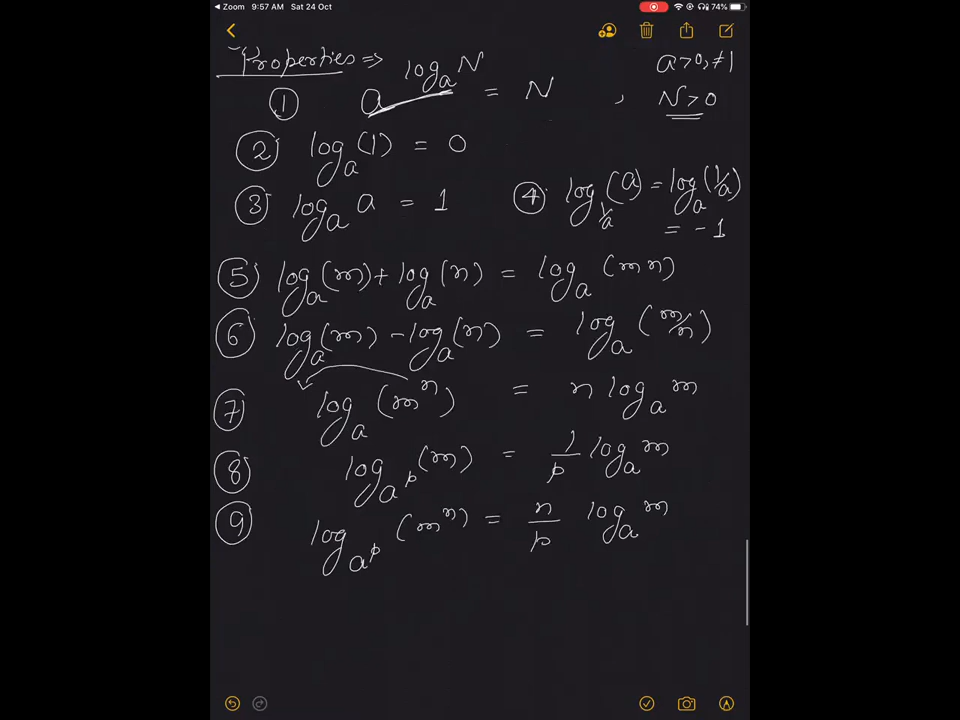 Zoom 9:57 AM Sat 24 Oct 74%
Properties ⇒
① a^(log_a N) = N , a>0, ≠1
N>0
② log_a (1) = 0
③ log_a a = 1 ④ log_(1/a) (a) = log_a (1/a)
= -1
⑤ log_a (m) + log_a (n) = log_a (mn)
⑥ log_a (m) - log_a (n) = log_a (m/n)
⑦ log_a (m^n) = n log_a m
⑧ log_(a^p) (m) = 1/p log_a m
⑨ log_(a^p) (m^n) = n/p log_a m